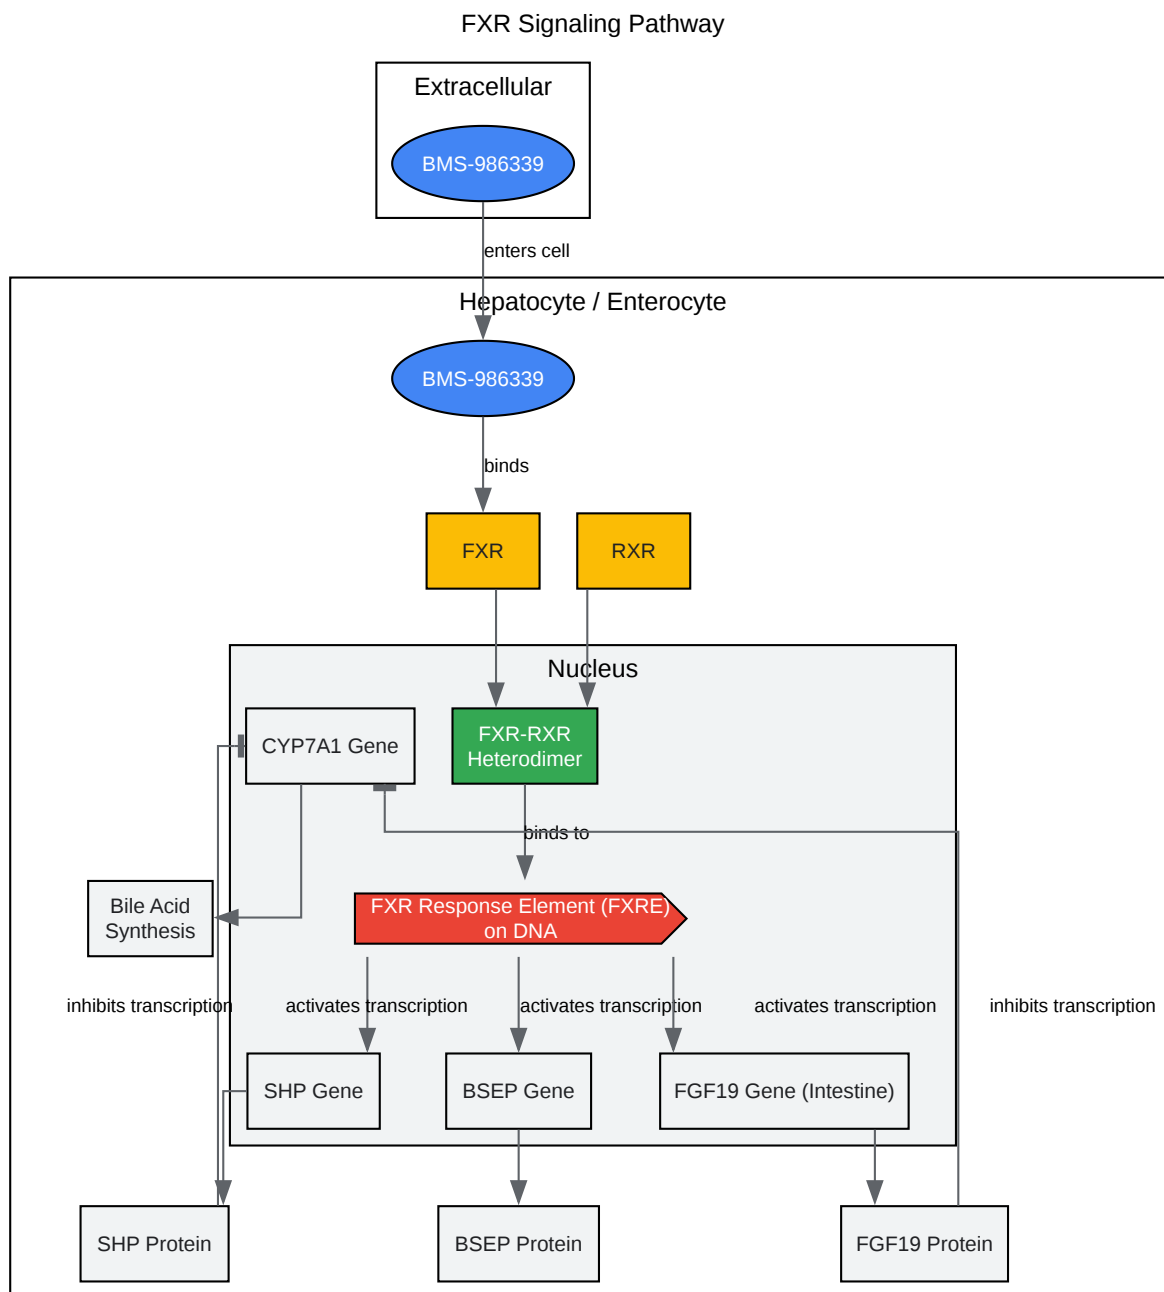 FXR Signaling Pathway
Extracellular
BMS-986339
enters cell
Hepatocyte / Enterocyte
BMS-986339
binds
FXR
RXR
Nucleus
CYP7A1 Gene
FXR-RXR
Heterodimer
binds to
Bile Acid
Synthesis
FXR Response Element (FXRE)
on DNA
inhibits transcription
activates transcription
activates transcription
activates transcription
inhibits transcription
SHP Gene
BSEP Gene
FGF19 Gene (Intestine)
SHP Protein
BSEP Protein
FGF19 Protein